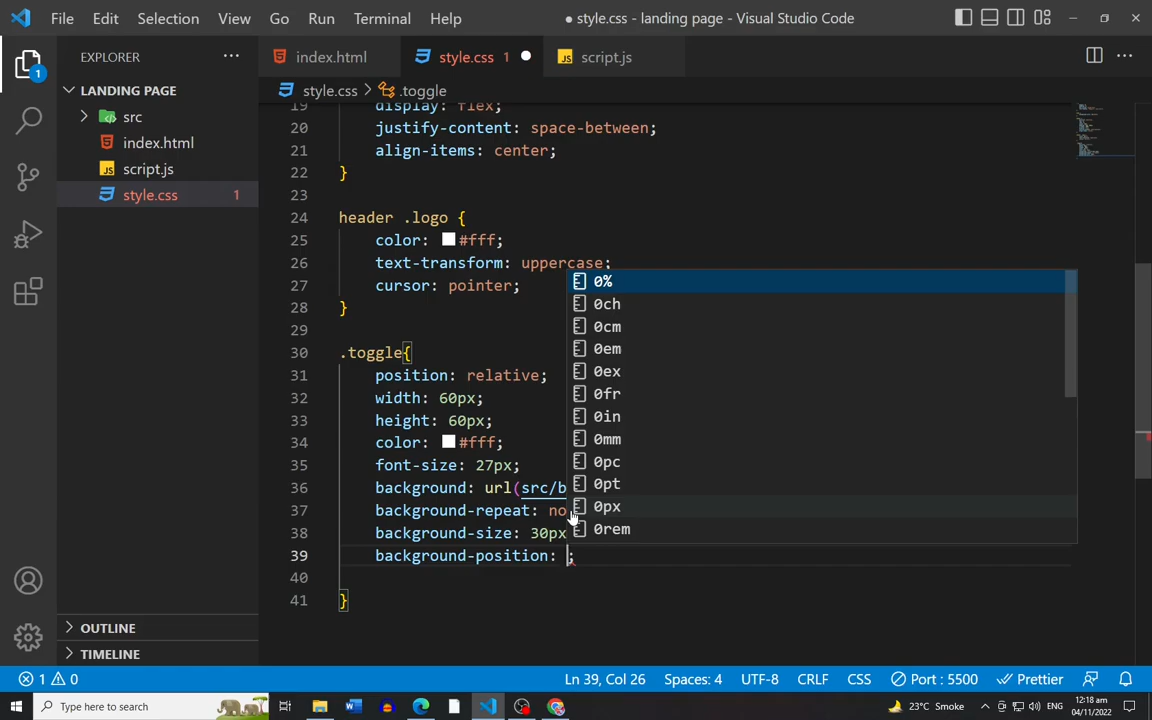 File Edit Selection View Go Run Terminal Help
● style.css - landing page - Visual Studio Code
EXPLORER
index.html
style.css 1
script.js
LANDING PAGE
style.css > .toggle
src
index.html
script.js
style.css 1
19 display: flex;
20 justify-content: space-between;
21 align-items: center;
22 }
23
24 header .logo {
25 color: #fff;
26 text-transform: uppercase;
27 cursor: pointer;
28 }
29
30 .toggle{
31 position: relative;
32 width: 60px;
33 height: 60px;
34 color: #fff;
35 font-size: 27px;
36 background: url(src/b
37 background-repeat: no
38 background-size: 30px
39 background-position: ;
40
41 }
0%
0ch
0cm
0em
0ex
0fr
0in
0mm
0pc
0pt
0px
0rem
1
OUTLINE
TIMELINE
1 0
Ln 39, Col 26 Spaces: 4 UTF-8 CRLF CSS Port : 5500 Prettier
Type here to search
23°C Smoke
ENG
12:18 am
04/11/2022